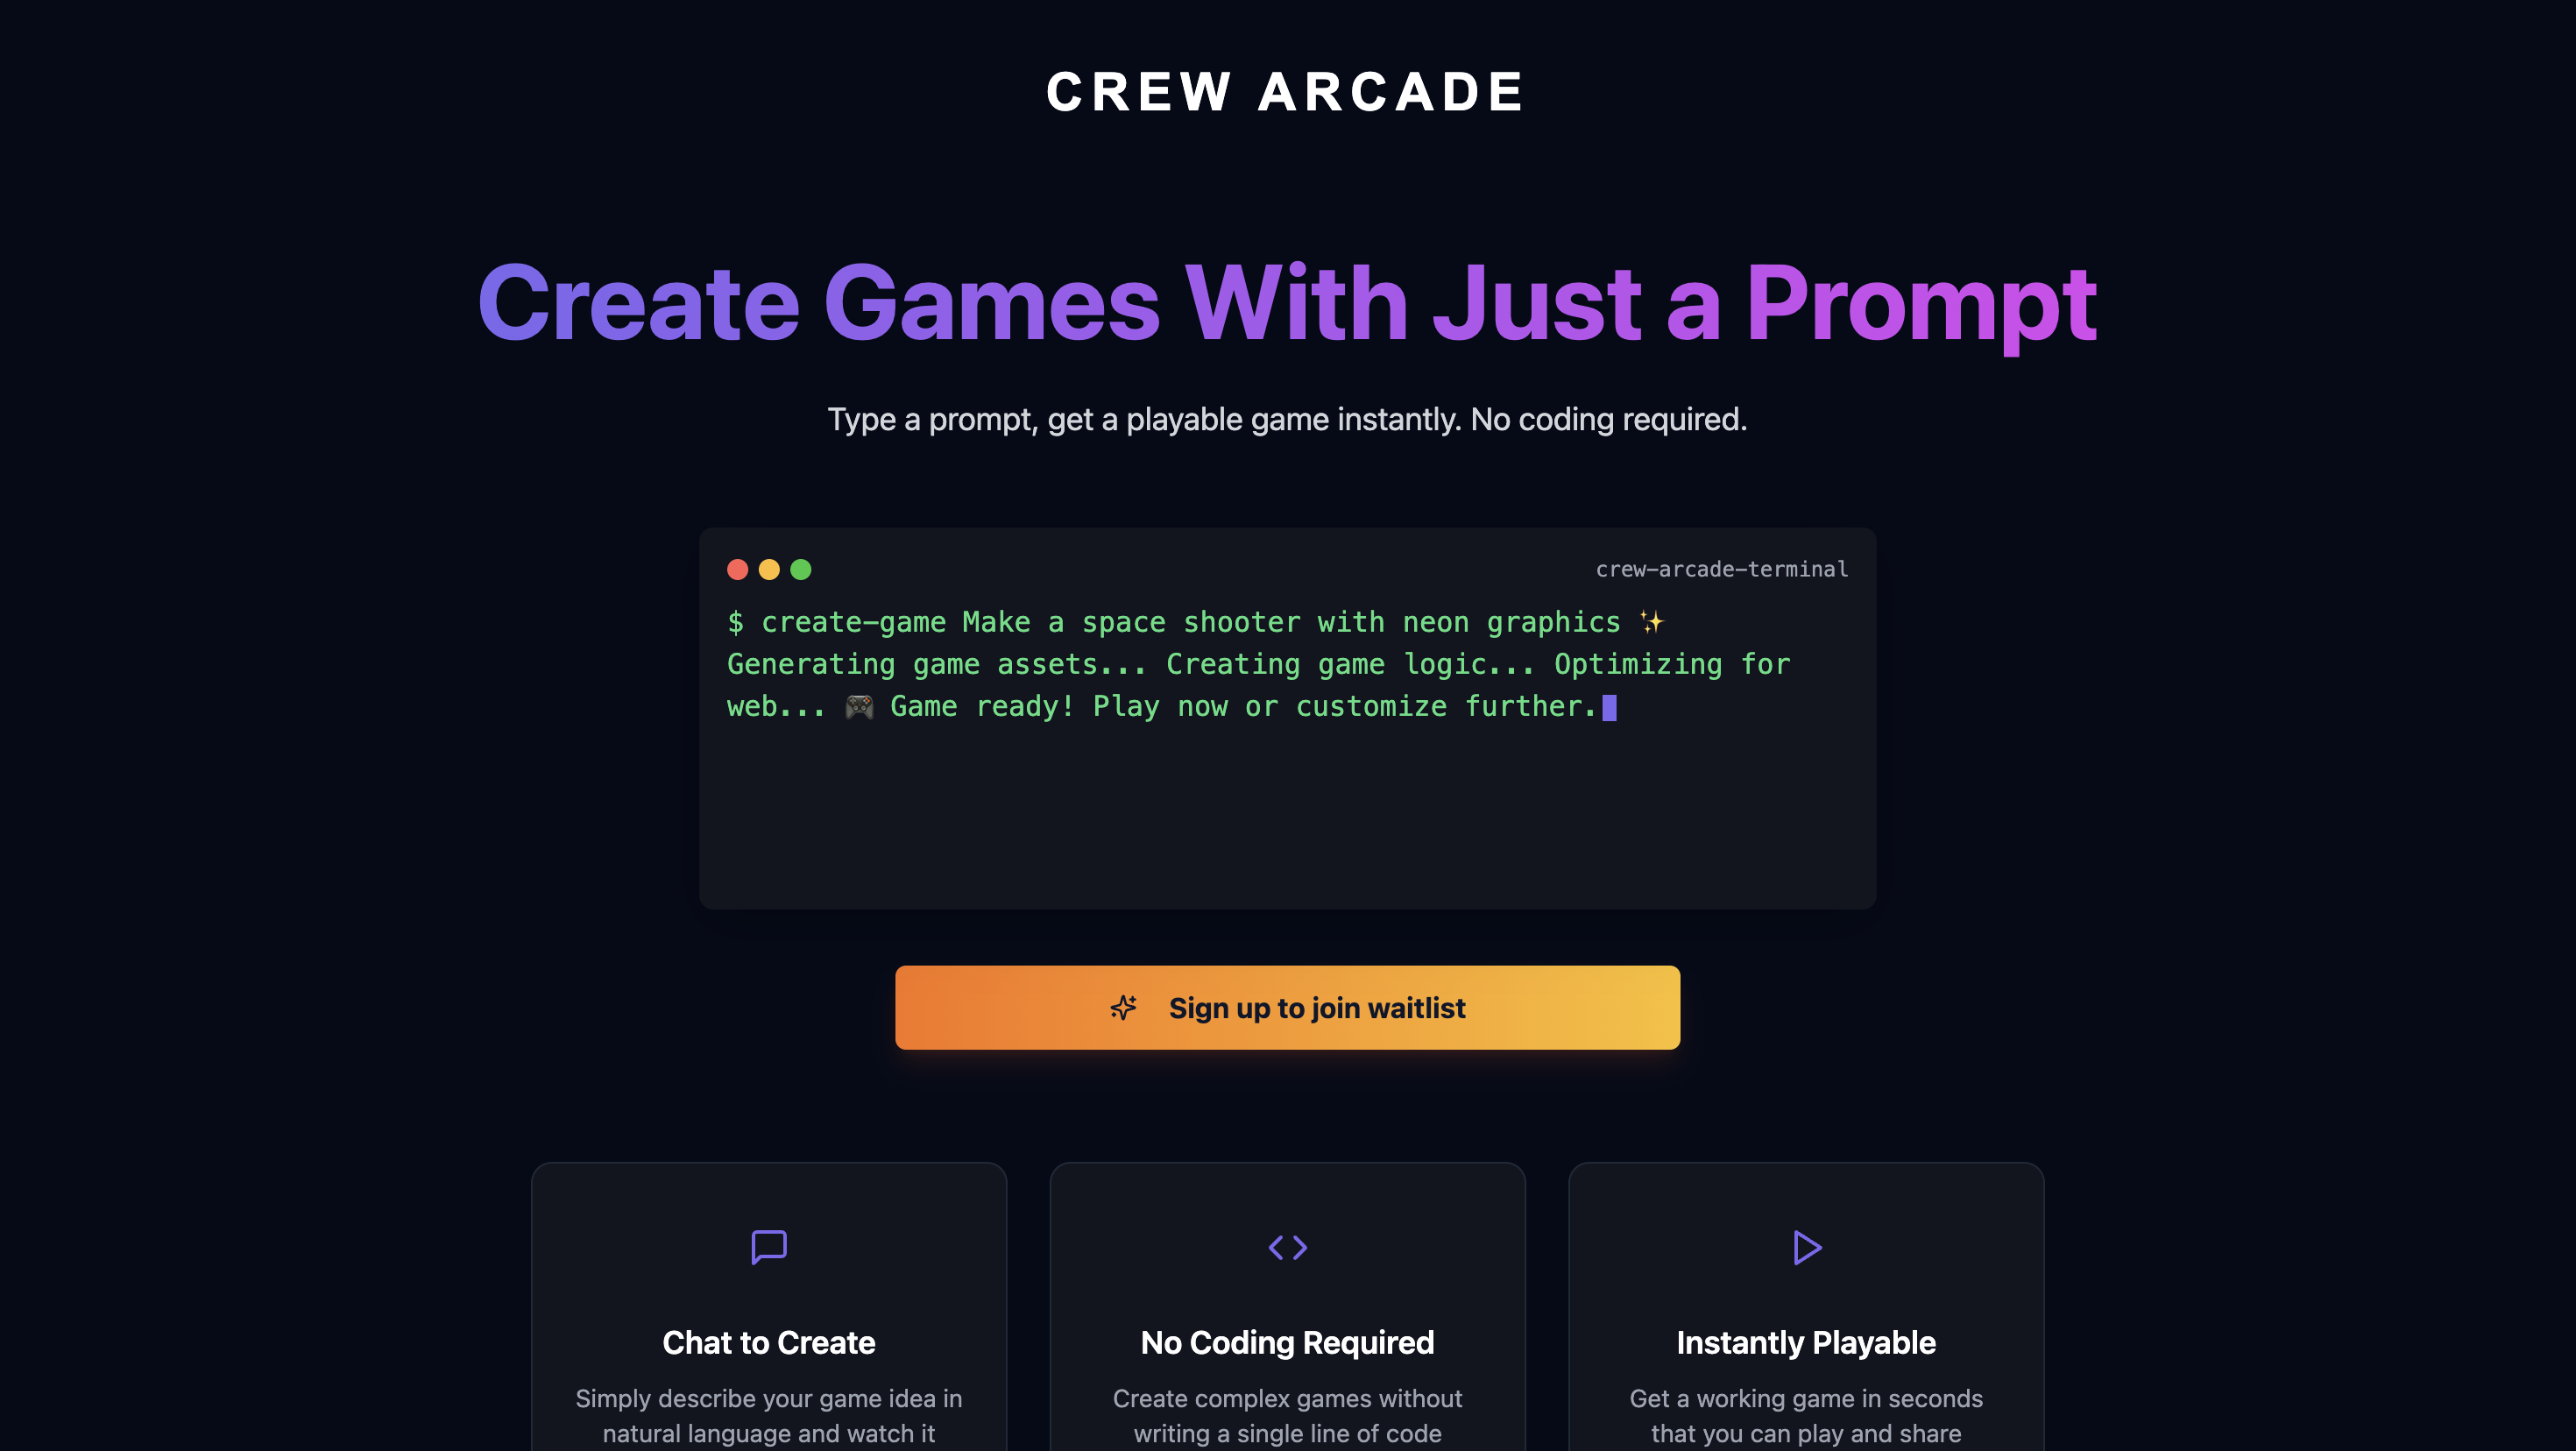 CREW ARCADE
Create Games With Just a Prompt
Type a prompt, get a playable game instantly. No coding required.
crew-arcade-terminal
$ create-game Make a space shooter with neon graphics ✨
Generating game assets... Creating game logic... Optimizing for
web... 🎮 Game ready! Play now or customize further.
Sign up to join waitlist
Chat to Create
Simply describe your game idea in
natural language and watch it
No Coding Required
Create complex games without
writing a single line of code
Instantly Playable
Get a working game in seconds
that you can play and share